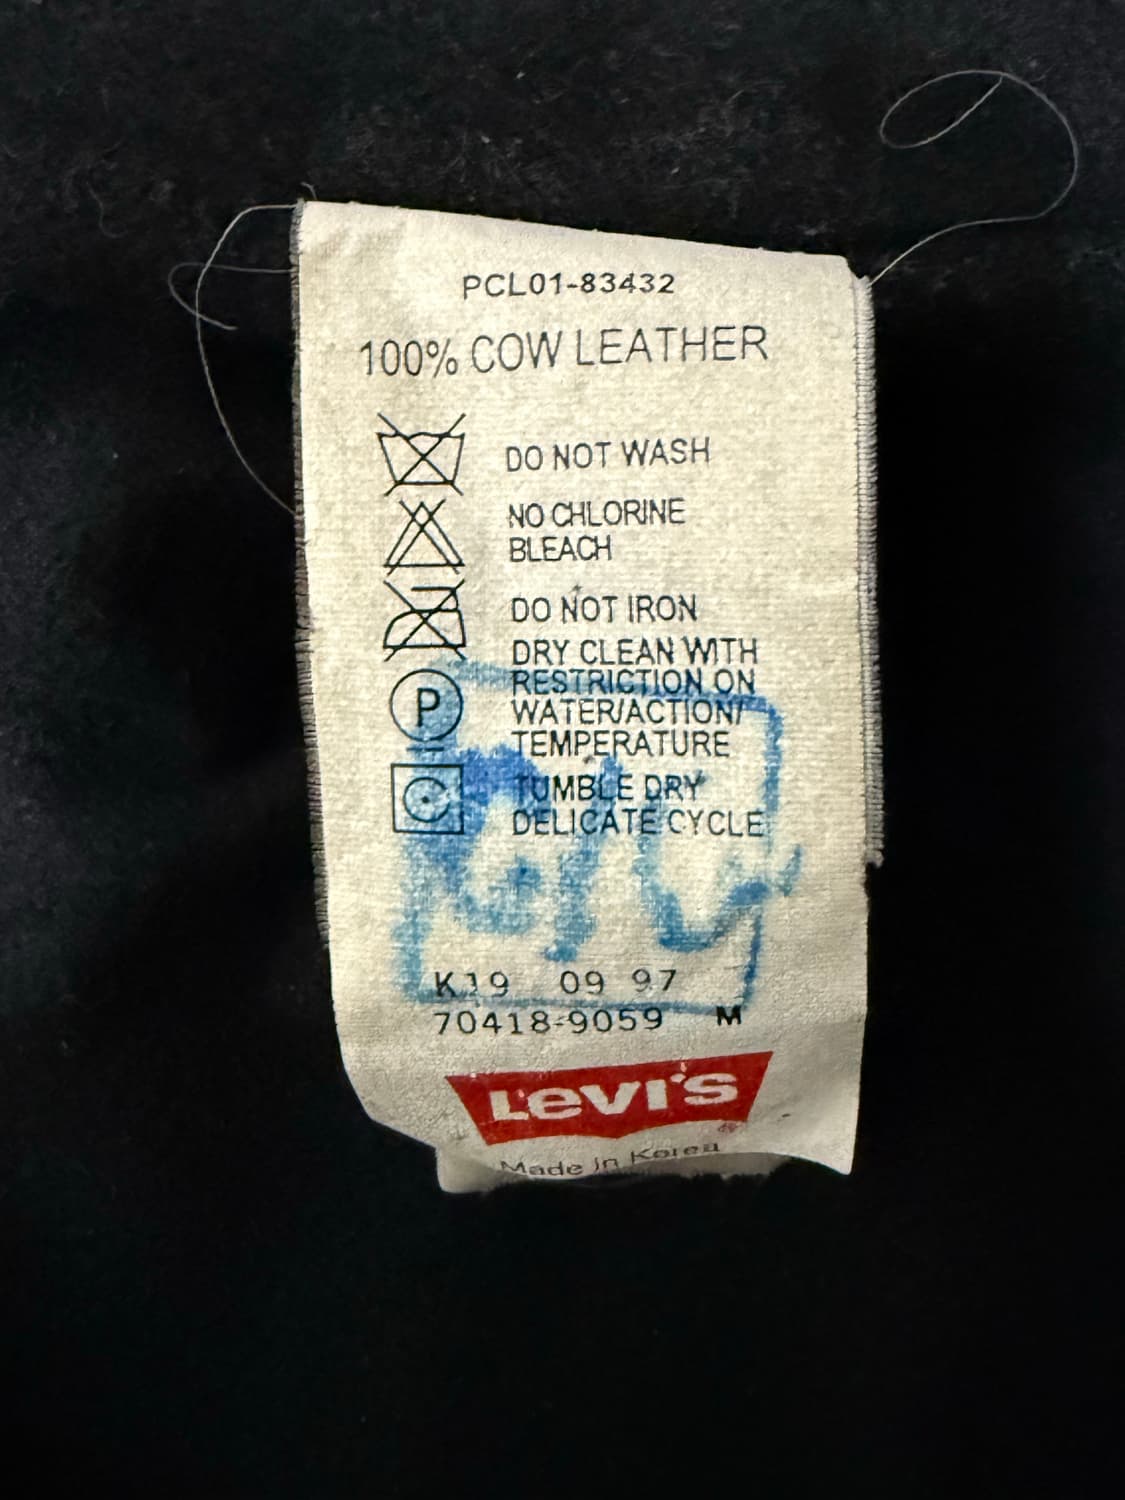 PCL01-83432
100% COW LEATHER
DO NOT WASH
NO CHLORINE
BLEACH
DO NOT IRON
DRY CLEAN WITH
RESTRICTION ON
P WATER/ACTION/
TEMPERATURE
TUMBLE DRY
DELICATE CYCLE
K19 09 97
70418-9059 M
Levi's
Made in Korea